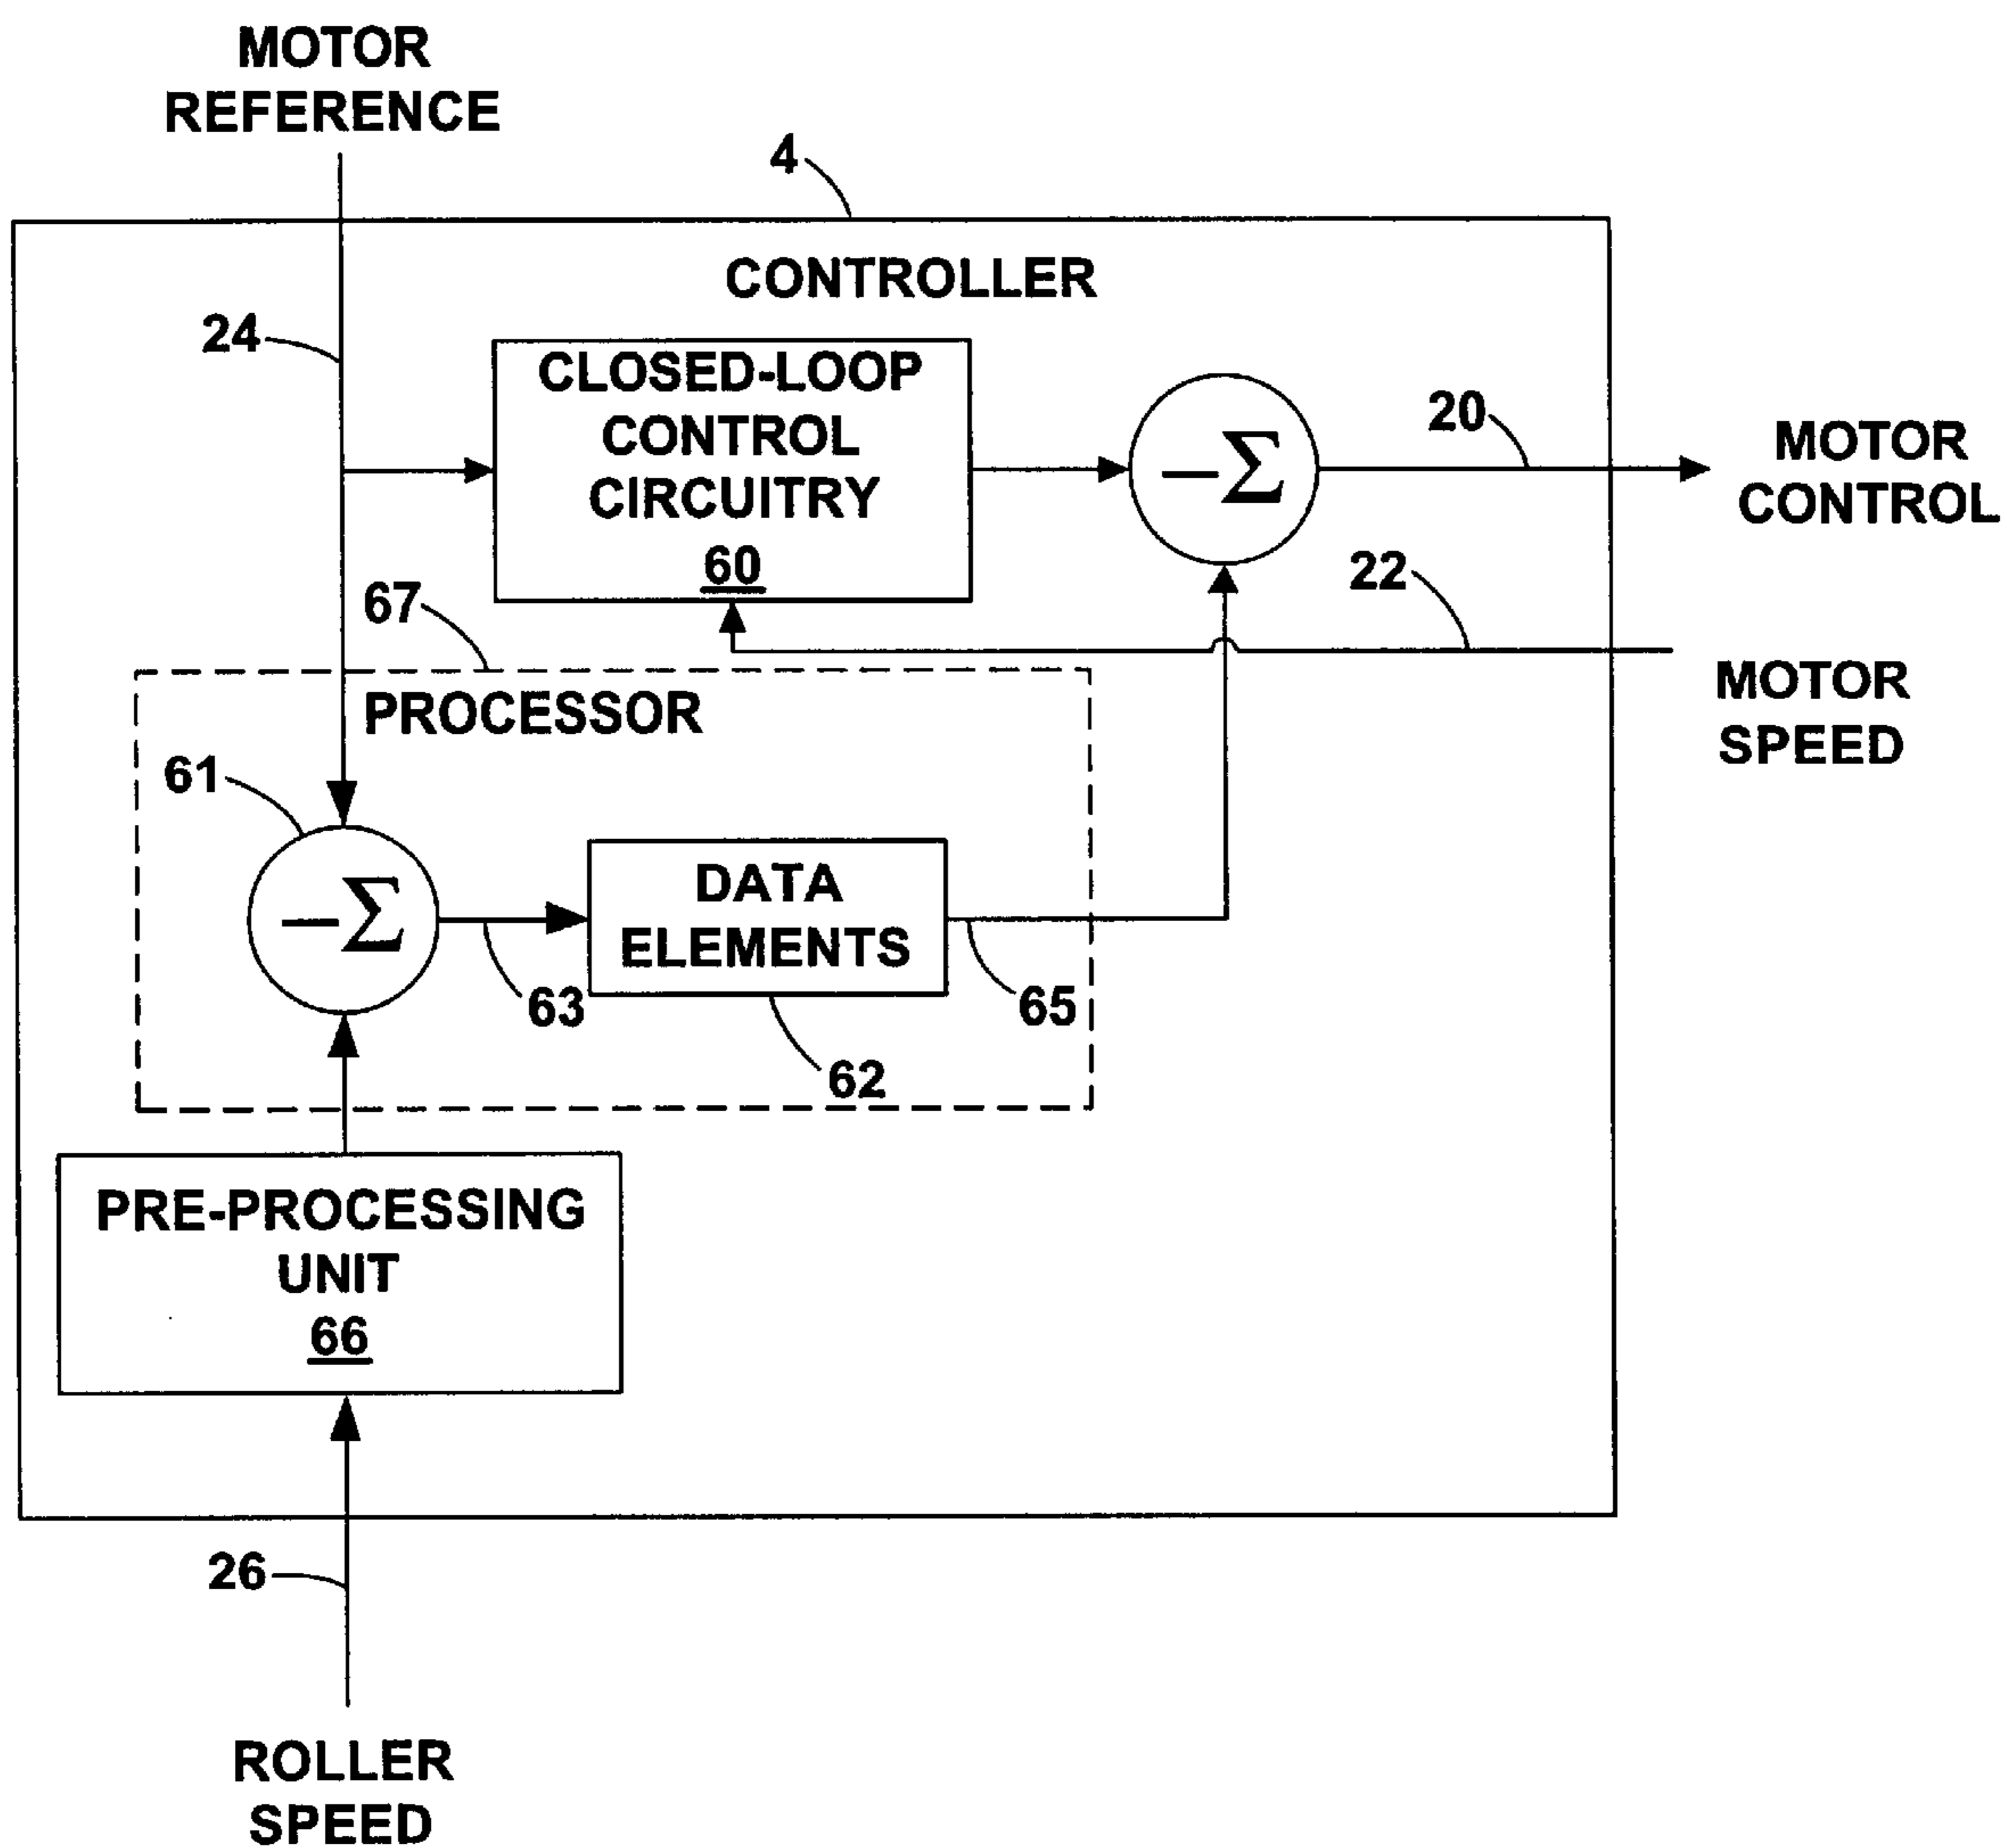 MOTOR
REFERENCE
4
CONTROLLER
24
CLOSED-LOOP
CONTROL
CIRCUITRY
60
−Σ
20
MOTOR
CONTROL
22
MOTOR
SPEED
67
PROCESSOR
61
−Σ
63
DATA
ELEMENTS
65
62
PRE-PROCESSING
UNIT
66
26
ROLLER
SPEED